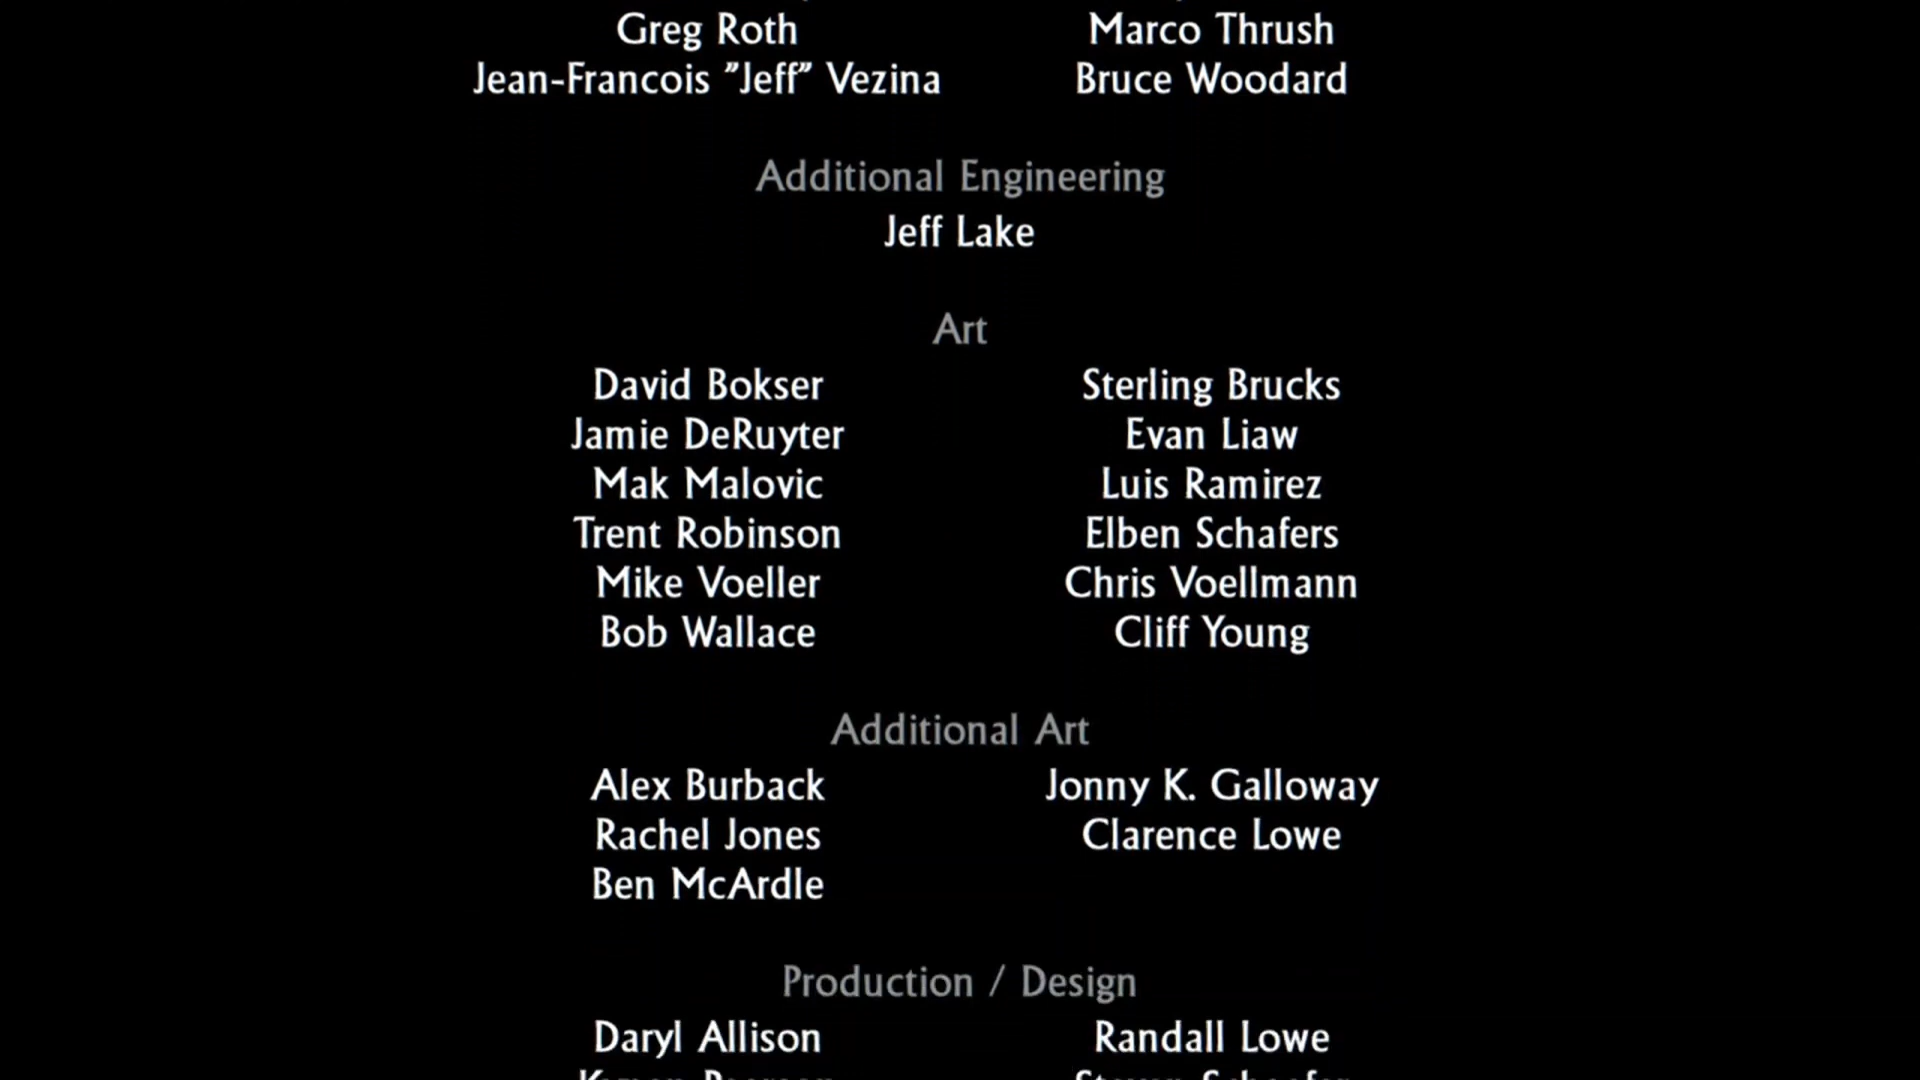 Greg Roth Marco Thrush
Jean-Francois "Jeff" Vezina Bruce Woodard
Additional Engineering
Jeff Lake
Art
David Bokser Sterling Brucks
Jamie DeRuyter Evan Liaw
Mak Malovic Luis Ramirez
Trent Robinson Elben Schafers
Mike Voeller Chris Voellmann
Bob Wallace Cliff Young
Additional Art
Alex Burback Jonny K. Galloway
Rachel Jones Clarence Lowe
Ben McArdle
Production / Design
Daryl Allison Randall Lowe